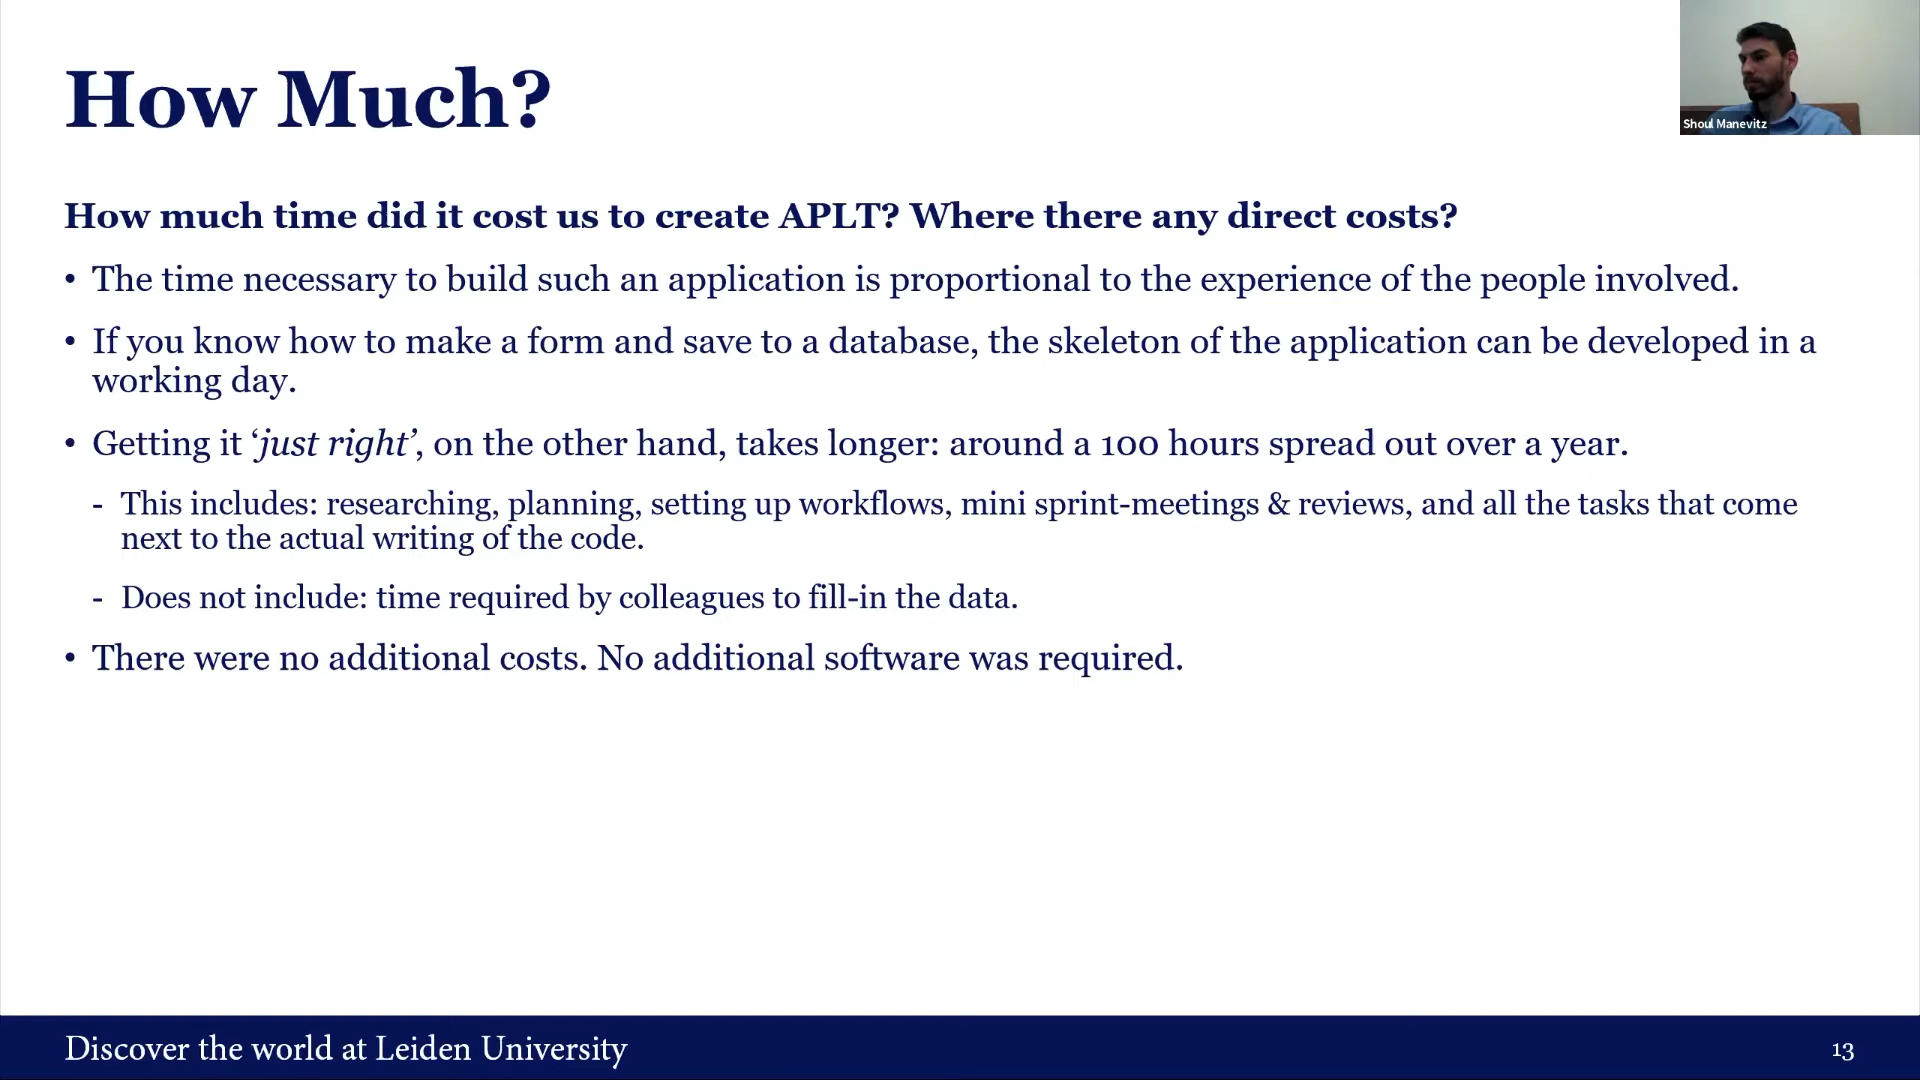 How Much?
Shoul Manevitz
How much time did it cost us to create APLT? Where there any direct costs?
• The time necessary to build such an application is proportional to the experience of the people involved.
• If you know how to make a form and save to a database, the skeleton of the application can be developed in a
working day.
• Getting it ‘just right’, on the other hand, takes longer: around a 100 hours spread out over a year.
- This includes: researching, planning, setting up workflows, mini sprint-meetings & reviews, and all the tasks that come
next to the actual writing of the code.
- Does not include: time required by colleagues to fill-in the data.
• There were no additional costs. No additional software was required.
Discover the world at Leiden University
13